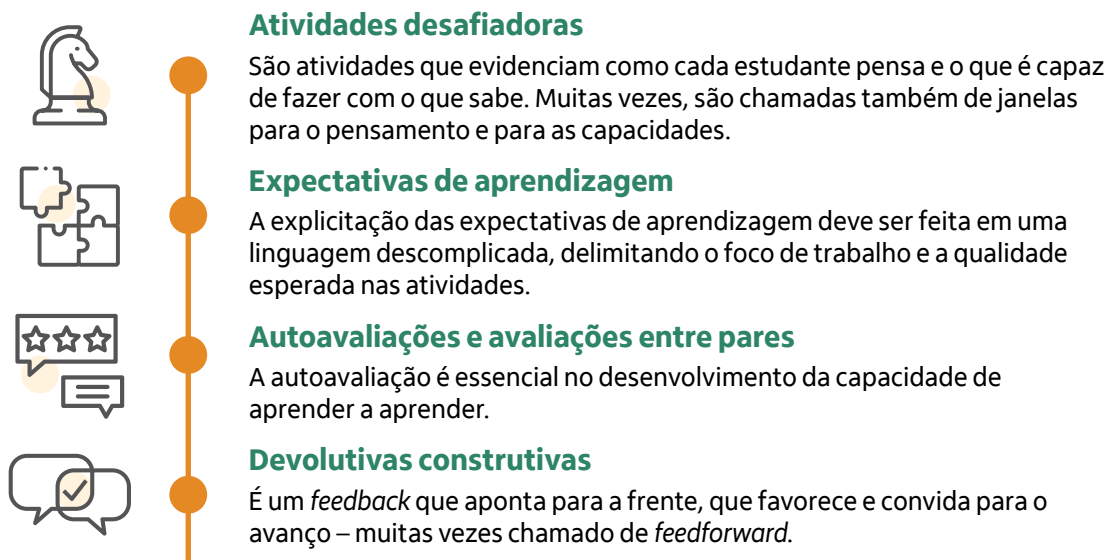 Atividades desafiadoras
São atividades que evidenciam como cada estudante pensa e o que é capaz
de fazer com o que sabe. Muitas vezes, são chamadas também de janelas
para o pensamento e para as capacidades.
Expectativas de aprendizagem
A explicitação das expectativas de aprendizagem deve ser feita em uma
linguagem descomplicada, delimitando o foco de trabalho e a qualidade
esperada nas atividades.
Autoavaliações e avaliações entre pares
A autoavaliação é essencial no desenvolvimento da capacidade de
aprender a aprender.
Devolutivas construtivas
É um feedback que aponta para a frente, que favorece e convida para o
avanço – muitas vezes chamado de feedforward.